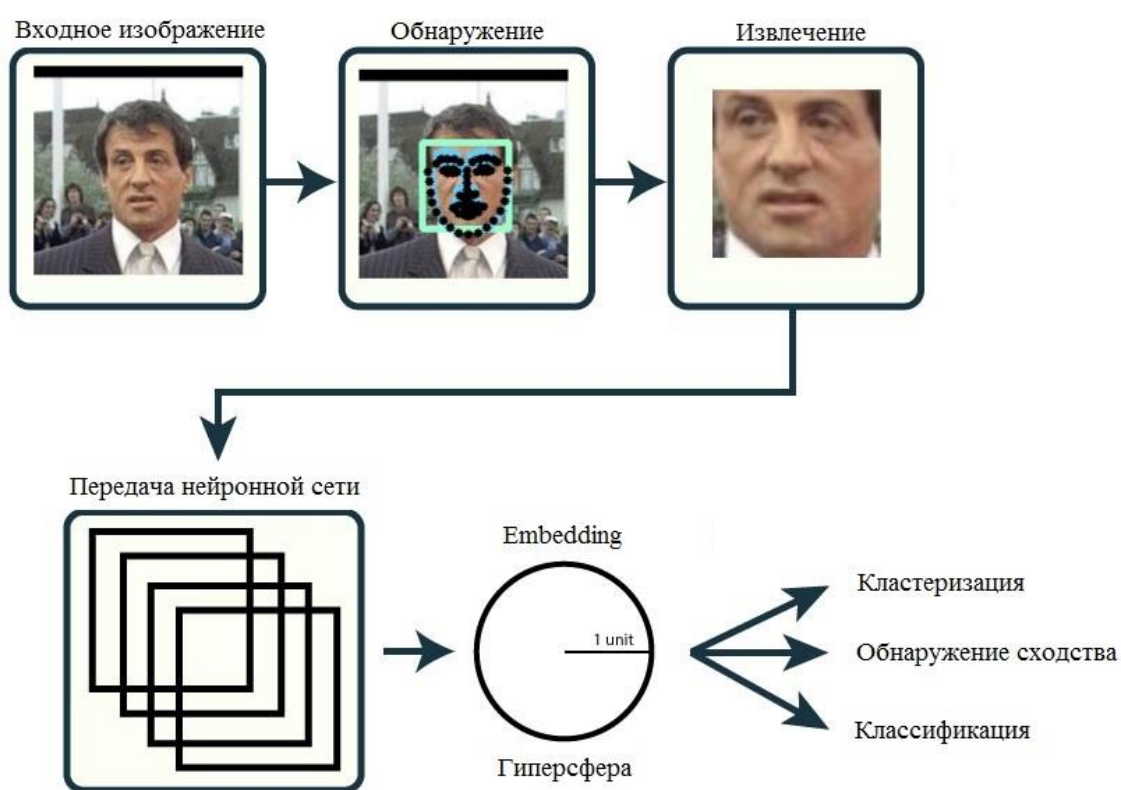 Входное изображение
Обнаружение
Извлечение
Передача нейронной сети
Embedding
1 unit
Гиперсфера
Кластеризация
Обнаружение сходства
Классификация